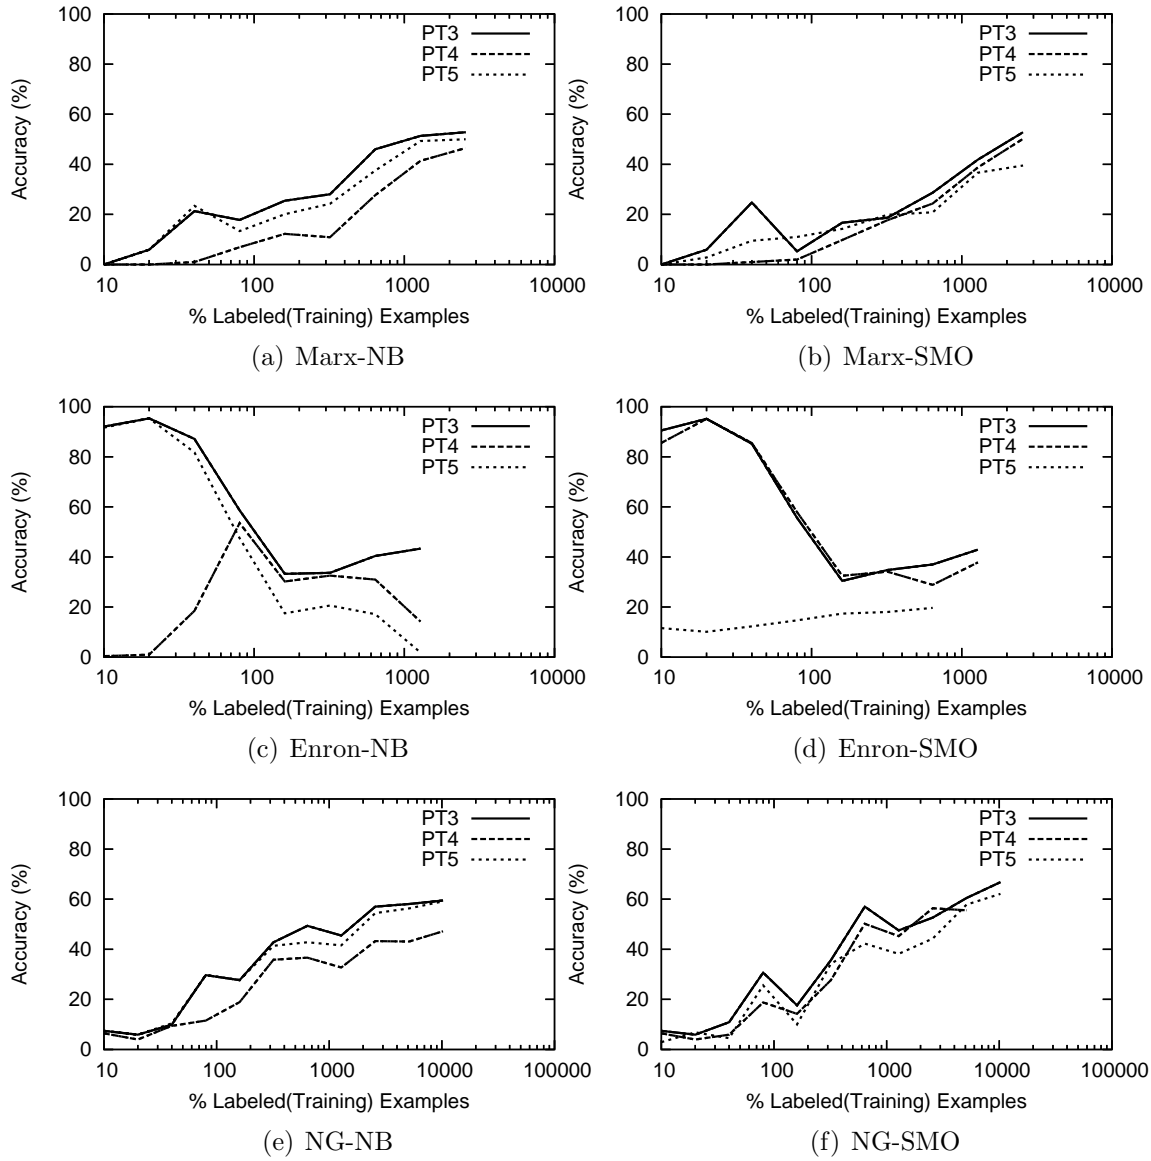 100
80
60
40
20
0
10 100 1000 10000
Accuracy (%)
% Labeled(Training) Examples
PT3
PT4
PT5
(a) Marx-NB
100
80
60
40
20
0
10 100 1000 10000
Accuracy (%)
% Labeled(Training) Examples
PT3
PT4
PT5
(b) Marx-SMO
100
80
60
40
20
0
10 100 1000 10000
Accuracy (%)
% Labeled(Training) Examples
PT3
PT4
PT5
(c) Enron-NB
100
80
60
40
20
0
10 100 1000 10000
Accuracy (%)
% Labeled(Training) Examples
PT3
PT4
PT5
(d) Enron-SMO
100
80
60
40
20
0
10 100 1000 10000 100000
Accuracy (%)
% Labeled(Training) Examples
PT3
PT4
PT5
(e) NG-NB
100
80
60
40
20
0
10 100 1000 10000 100000
Accuracy (%)
% Labeled(Training) Examples
PT3
PT4
PT5
(f) NG-SMO